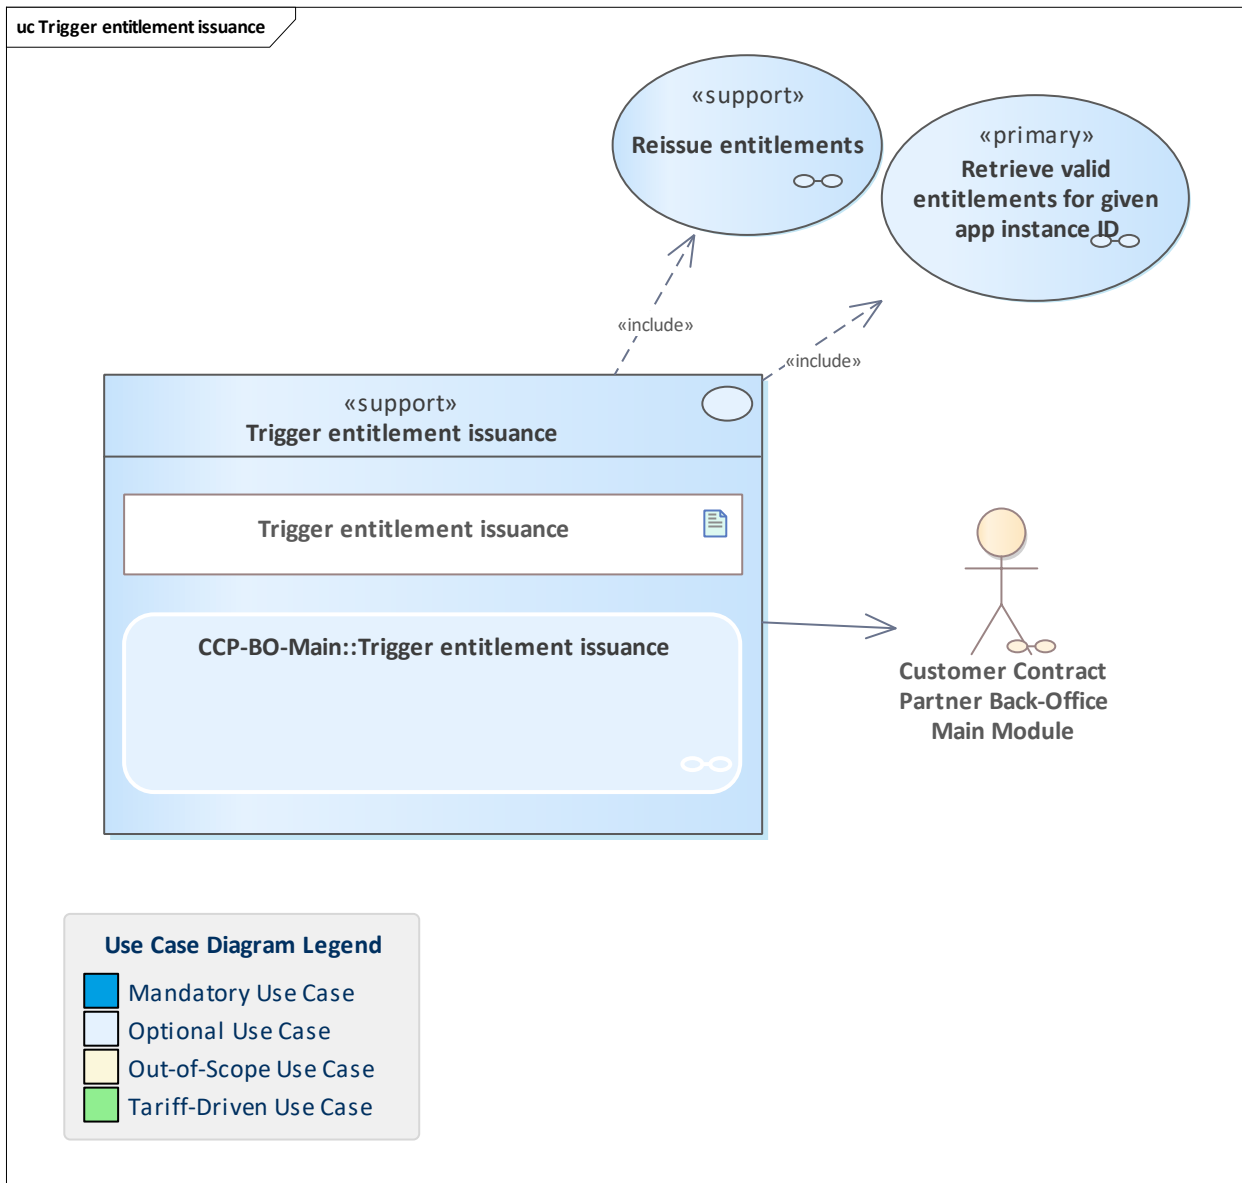 uc Trigger entitlement issuance
«support»
Reissue entitlements
«primary»
Retrieve valid
entitlements for given
app instance ID
«include»
«include»
«support»
Trigger entitlement issuance
Trigger entitlement issuance
CCP-BO-Main::Trigger entitlement issuance
Customer Contract
Partner Back-Office
Main Module
Use Case Diagram Legend
Mandatory Use Case
Optional Use Case
Out-of-Scope Use Case
Tariff-Driven Use Case